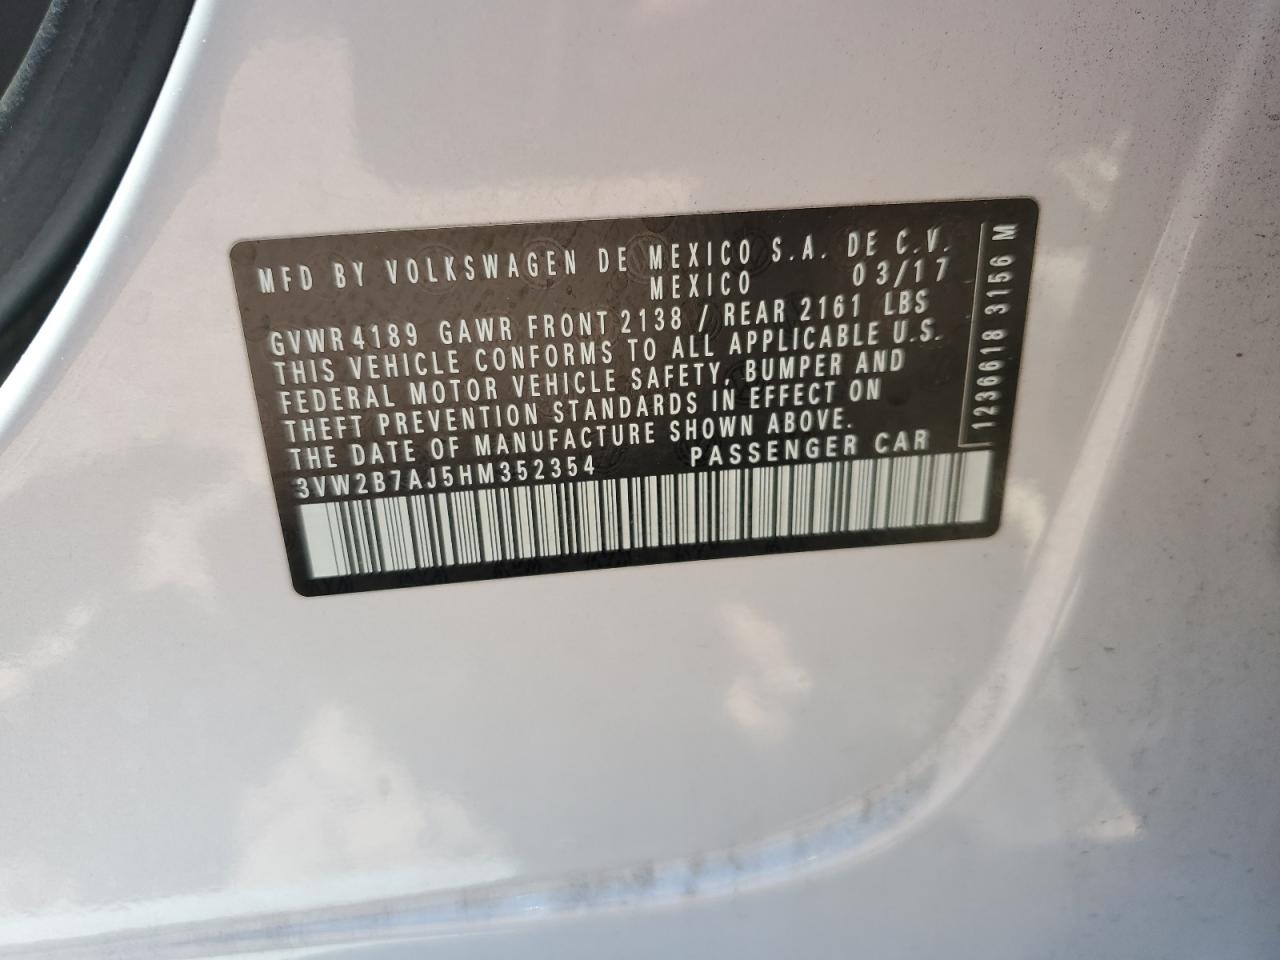 MFD BY VOLKSWAGEN DE MEXICO S.A. DE C.V.
MEXICO 03/17
GVWR 4189 GAWR FRONT 2138 / REAR 2161 LBS
THIS VEHICLE CONFORMS TO ALL APPLICABLE U.S.
FEDERAL MOTOR VEHICLE SAFETY, BUMPER AND
THEFT PREVENTION STANDARDS IN EFFECT ON
THE DATE OF MANUFACTURE SHOWN ABOVE.
3VW2B7AJ5HM352354 PASSENGER CAR
1236618 3156 M